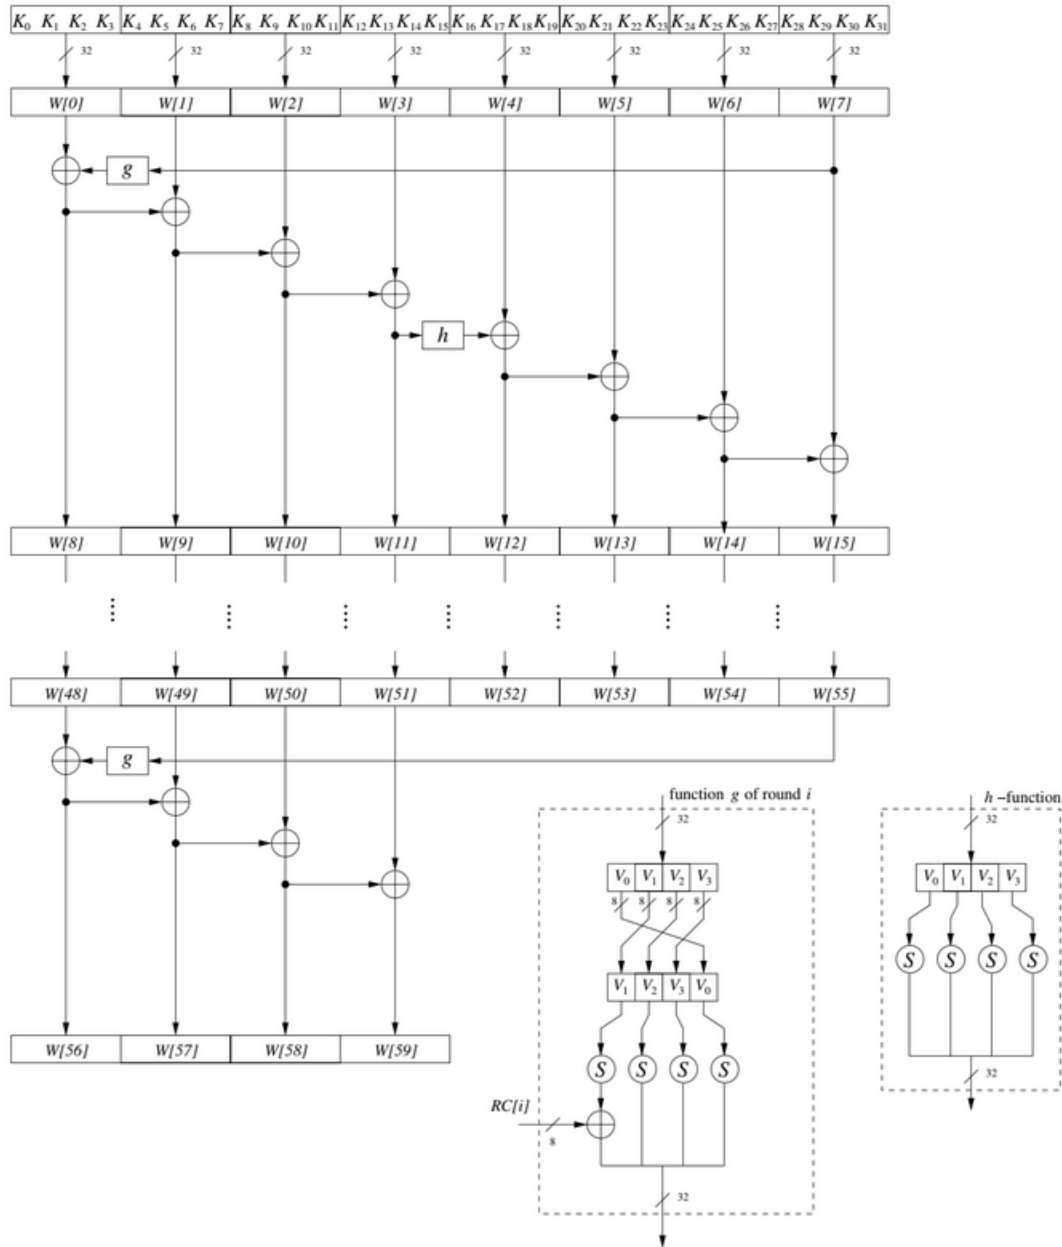 K0 K1 K2 K3 K4 K5 K6 K7 K8 K9 K10 K11 K12 K13 K14 K15 K16 K17 K18 K19 K20 K21 K22 K23 K24 K25 K26 K27 K28 K29 K30 K31
32 32 32 32 32 32 32 32
W[0] W[1] W[2] W[3] W[4] W[5] W[6] W[7]
g
h
W[8] W[9] W[10] W[11] W[12] W[13] W[14] W[15]
W[48] W[49] W[50] W[51] W[52] W[53] W[54] W[55]
g
function g of round i
h –function
32 32
V0 V1 V2 V3 V0 V1 V2 V3
8 8 8 8
S S S S
V1 V2 V3 V0
W[56] W[57] W[58] W[59]
S S S S
32
RC[i]
8
32